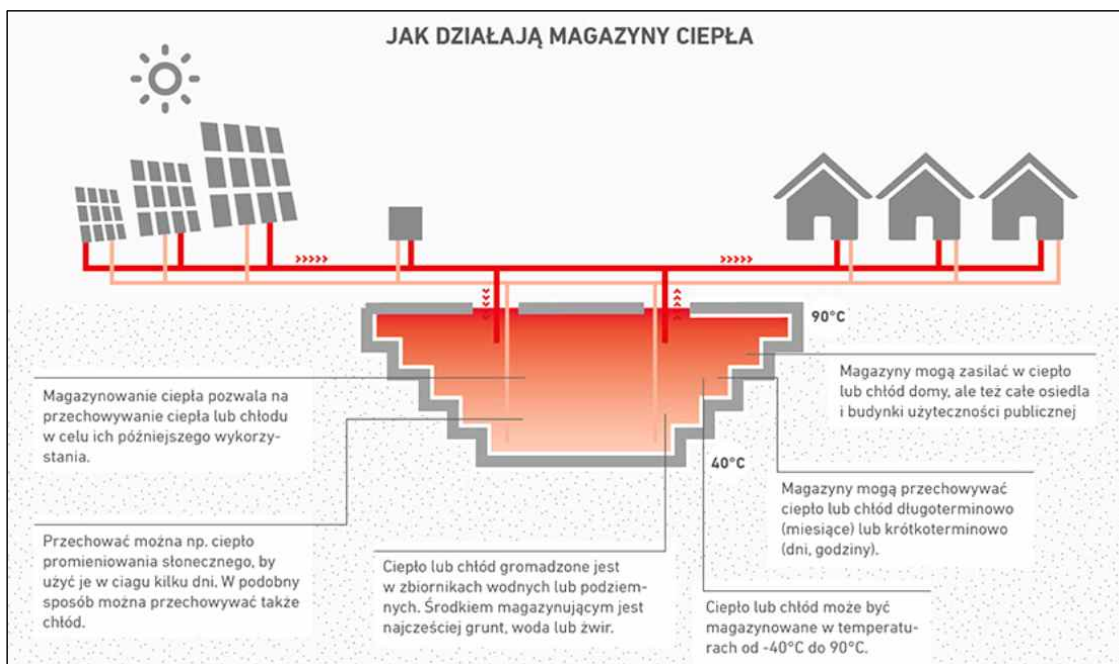 JAK DZIAŁAJĄ MAGAZYNY CIEPŁA
90°C
40°C
Magazynowanie ciepła pozwala na
przechowywanie ciepła lub chłodu
w celu ich późniejszego wykorzy-
stania.
Przechować można np. ciepło
promieniowania słonecznego, by
użyć je w ciagu kilku dni. W podobny
sposób można przechowywać także
chłód.
Ciepło lub chłód gromadzone jest
w zbiornikach wodnych lub podziem-
nych. Środkiem magazynującym jest
najcześciej grunt, woda lub żwir.
Magazyny mogą zasilać w ciepło
lub chłód domy, ale też całe osiedla
i budynki użyteczności publicznej
Magazyny mogą przechowywać
ciepło lub chłód długoterminowo
(miesiące) lub krótkoterminowo
(dni, godziny).
Ciepło lub chłód może być
magazynowane w temperatu-
rach od -40°C do 90°C.